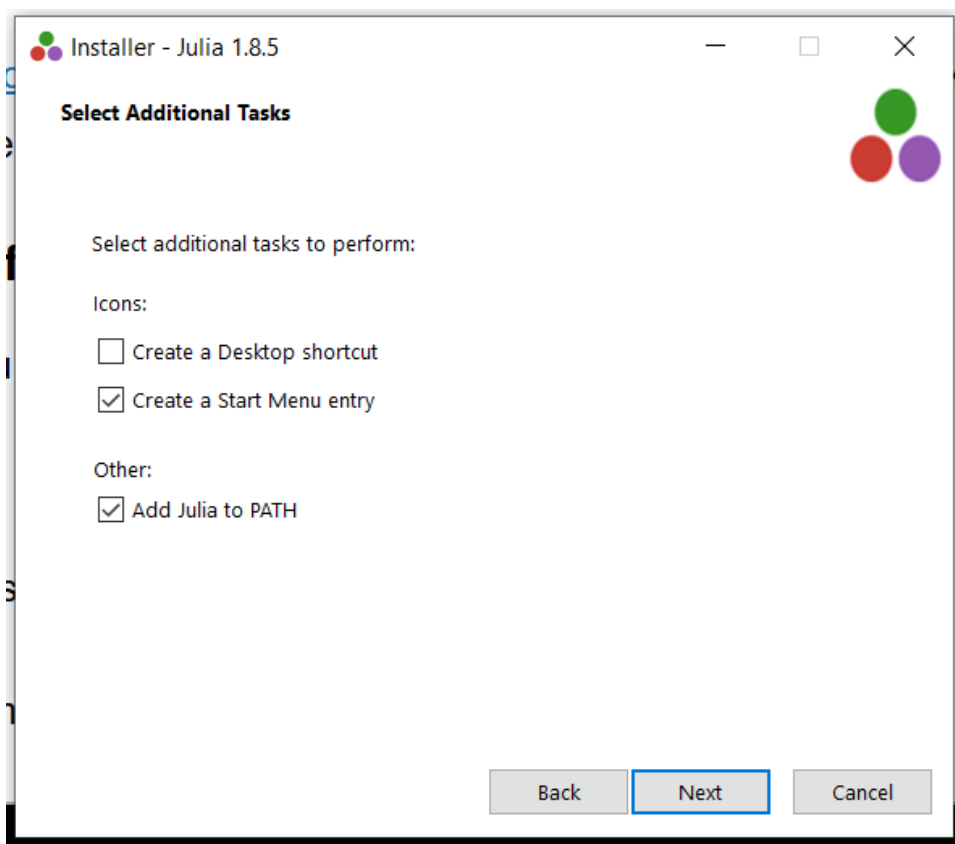 Installer - Julia 1.8.5
Select Additional Tasks
Select additional tasks to perform:
Icons:
Create a Desktop shortcut
Create a Start Menu entry
Other:
Add Julia to PATH
Back Next Cancel